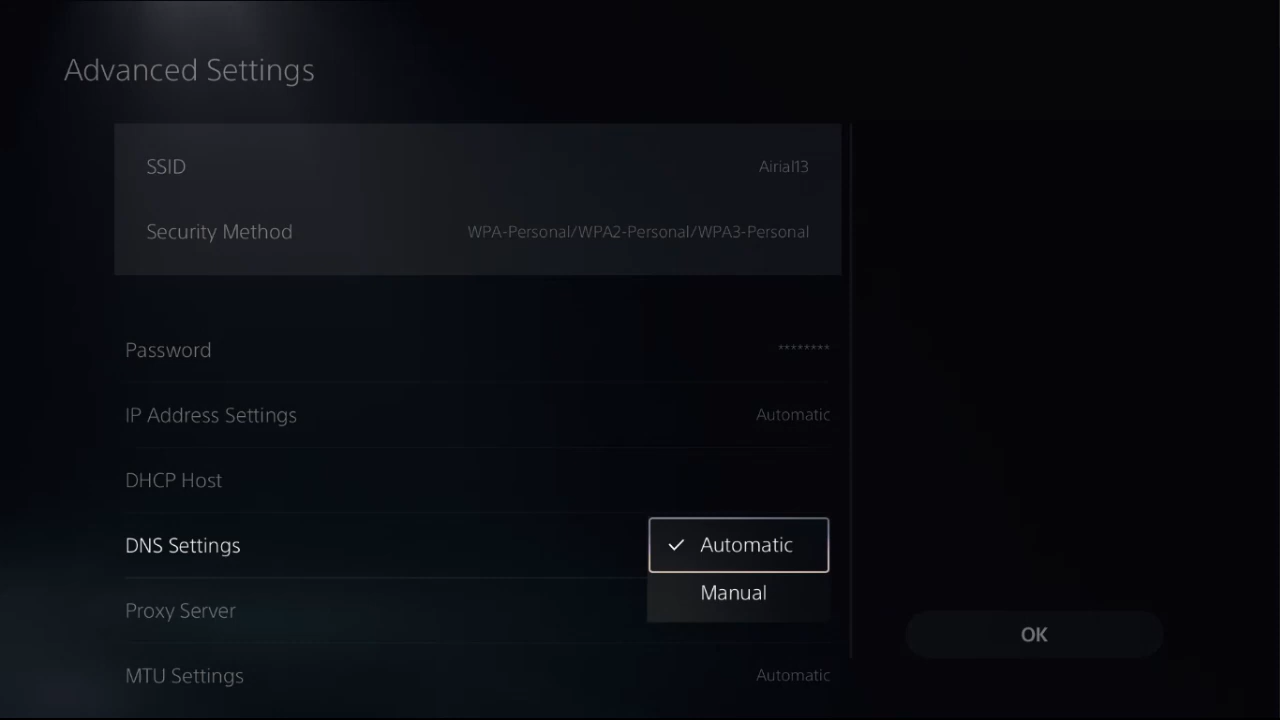 Advanced Settings
SSID Airial13
Security Method WPA-Personal/WPA2-Personal/WPA3-Personal
Password ********
IP Address Settings Automatic
DHCP Host
DNS Settings Automatic
Manual
Proxy Server
OK
MTU Settings Automatic